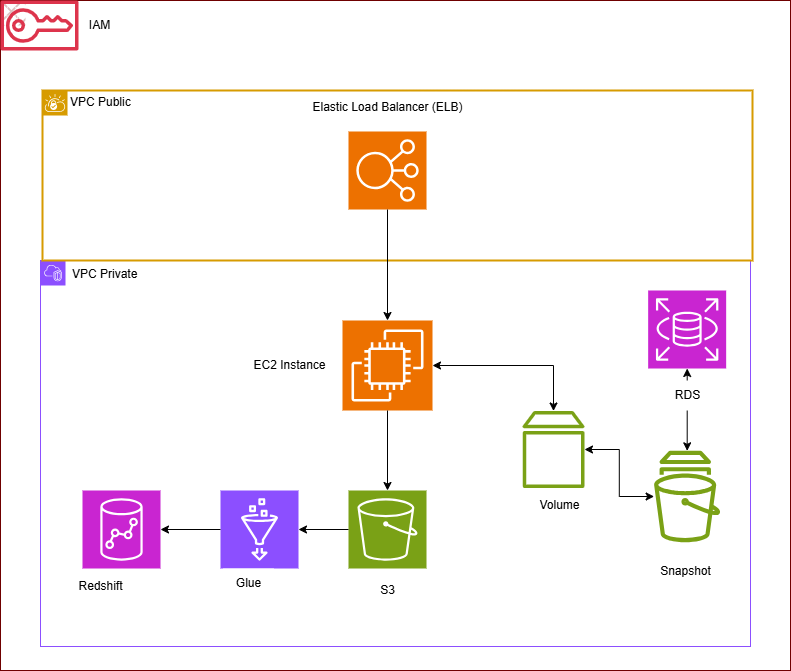 IAM
VPC Public
Elastic Load Balancer (ELB)
VPC Private
EC2 Instance
RDS
Volume
Snapshot
Redshift
Glue
S3